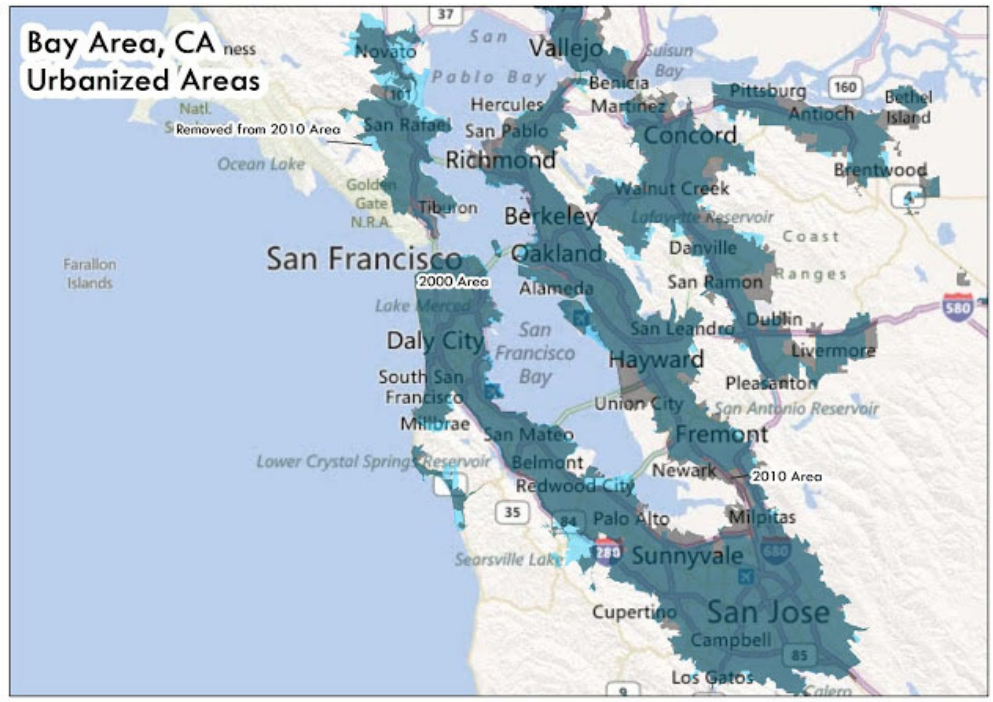 Bay Area, CA
Urbanized Areas
ness
Natl.
Removed from 2010 Area
Ocean Lake
Golden
Gate
N.R.A.
Farallon
Islands
37
San
Pablo Bay
Novato
101
San Rafael
Tiburon
Vallejo
Suisun
Bay
Benicia
Martinez
Hercules
San Pablo
Richmond
Pittsburg
160
Bethel
Island
Antioch
Concord
Brentwood
4
Walnut Creek
Lafayette Reservoir
Berkeley
Oakland
Alameda
Danville
Coast
Ranges
San Ramon
San Francisco
2000 Area
Lake Merced
Daly City
South San
Francisco
Millbrae
San
Francisco
Bay
580
San Leandro
Dublin
Livermore
Hayward
Pleasanton
Union City
San Antonio Reservoir
Fremont
San Mateo
Lower Crystal Springs Reservoir
Belmont
Newark
2010 Area
Redwood City
35
84
Palo Alto
Milpitas
Searsville Lake
280
Sunnyvale
680
Cupertino
San Jose
Campbell
85
Los Gatos
9
Calero